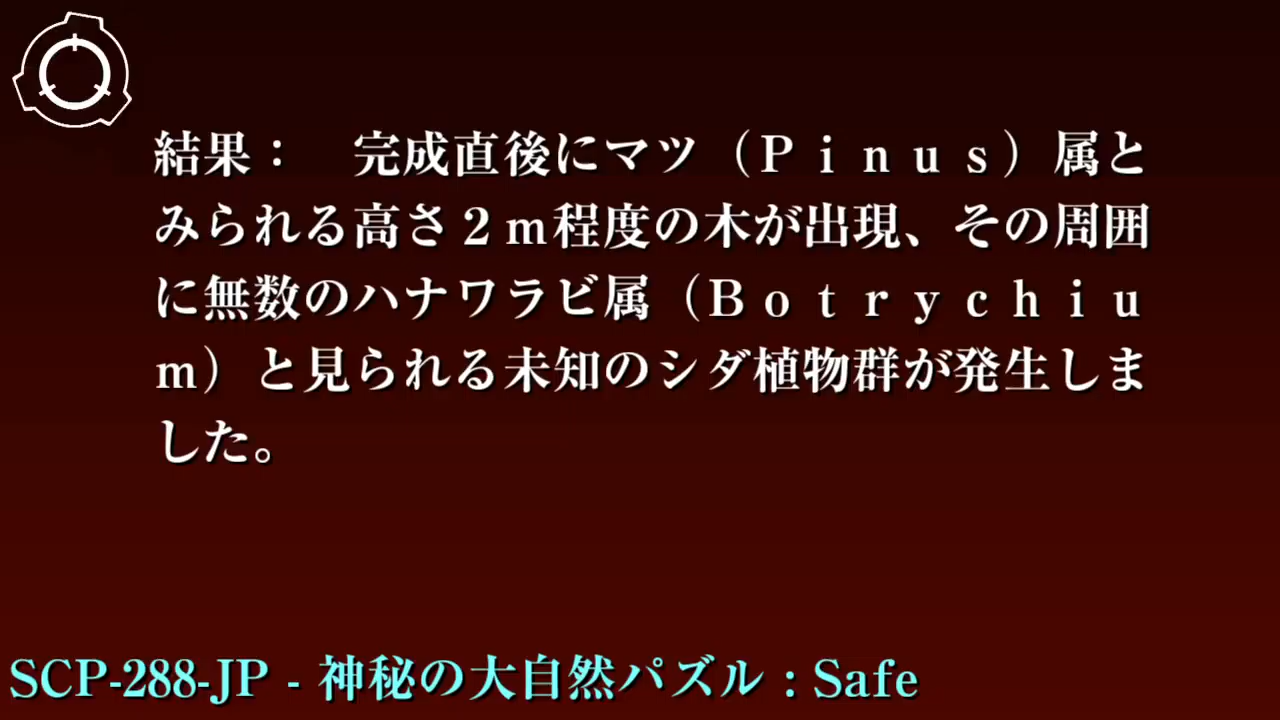 結果：　完成直後にマツ（Ｐｉｎｕｓ）属と
みられる高さ２ｍ程度の木が出現、その周囲
に無数のハナワラビ属（Ｂｏｔｒｙｃｈｉｕ
ｍ）と見られる未知のシダ植物群が発生しま
した。
SCP-288-JP - 神秘の大自然パズル : Safe